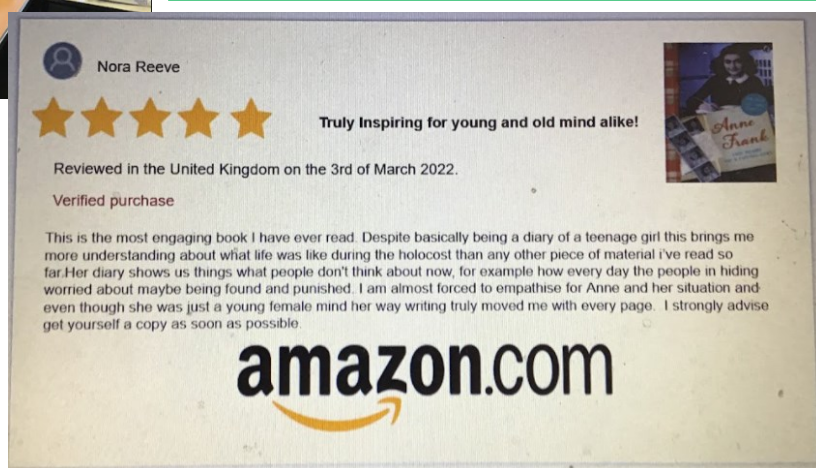 Nora Reeve
Truly Inspiring for young and old mind alike!
Anne
Frank
Reviewed in the United Kingdom on the 3rd of March 2022.
Verified purchase
This is the most engaging book I have ever read. Despite basically being a diary of a teenage girl this brings me
more understanding about what life was like during the holocost than any other piece of material i've read so
far.Her diary shows us things what people don't think about now, for example how every day the people in hiding
worried about maybe being found and punished. I am almost forced to empathise for Anne and her situation and
even though she was just a young female mind her way writing truly moved me with every page. I strongly advise
get yourself a copy as soon as possible.
amazon.com